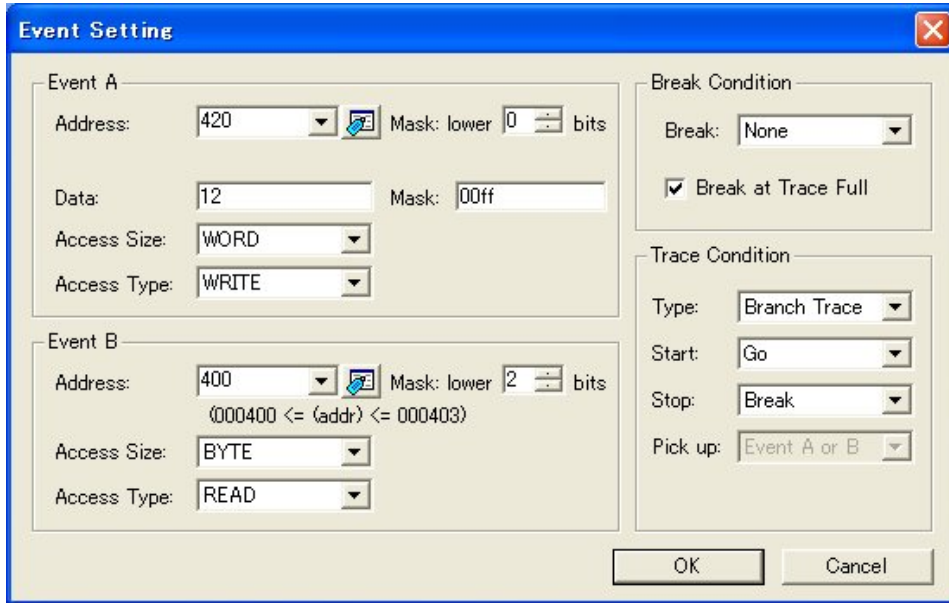 Event Setting
Event A
Address: 420 Mask: lower 0 bits
Data: 12 Mask: 00ff
Access Size: WORD
Access Type: WRITE
Event B
Address: 400 Mask: lower 2 bits
(000400 <= (addr) <= 000403)
Access Size: BYTE
Access Type: READ
Break Condition
Break: None
Break at Trace Full
Trace Condition
Type: Branch Trace
Start: Go
Stop: Break
Pick up: Event A or B
OK Cancel